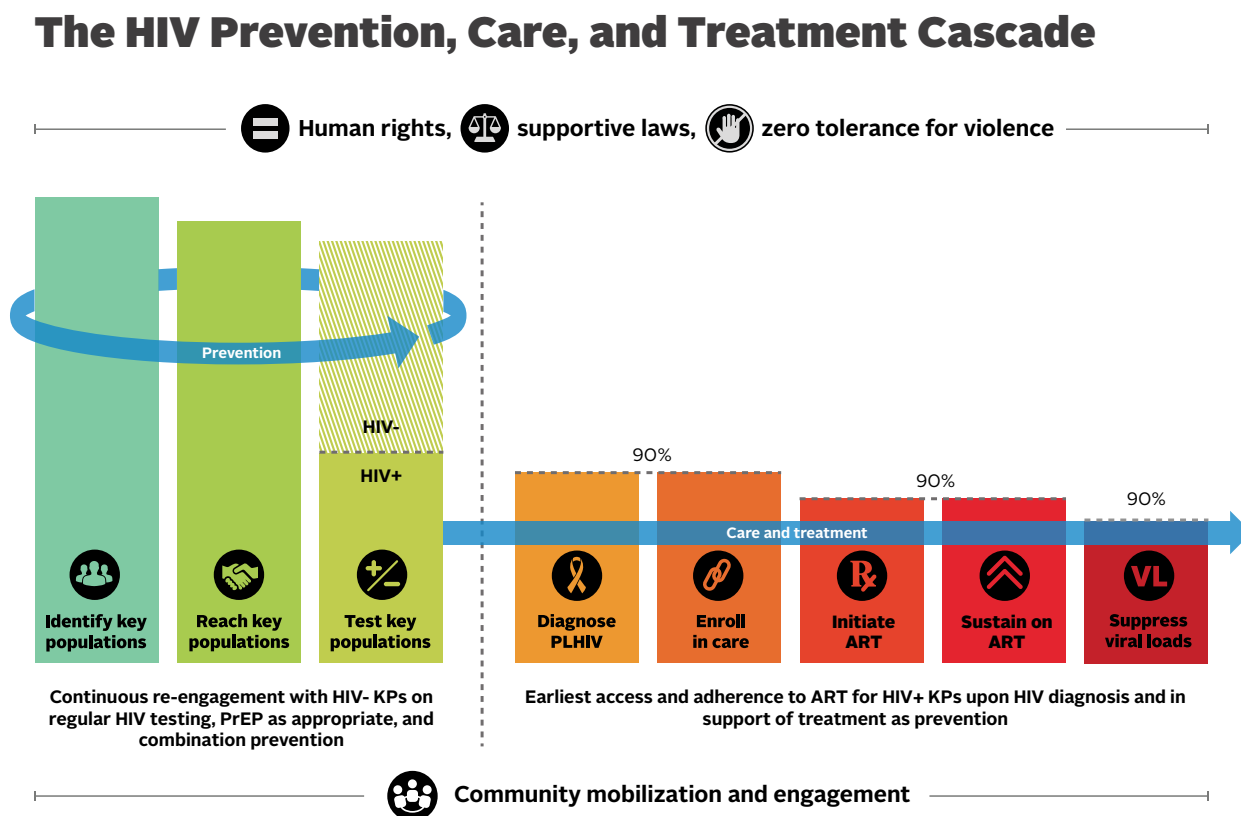 The HIV Prevention, Care, and Treatment Cascade
Human rights, supportive laws, zero tolerance for violence
Prevention
HIV-
HIV+
Identify key
populations
Reach key
populations
Test key
populations
90%
90%
90%
Care and treatment
Diagnose
PLHIV
Enroll
in care
Rx
Initiate
ART
Sustain on
ART
VL
Suppress
viral loads
Continuous re-engagement with HIV- KPs on
regular HIV testing, PrEP as appropriate, and
combination prevention
Earliest access and adherence to ART for HIV+ KPs upon HIV diagnosis and in
support of treatment as prevention
Community mobilization and engagement